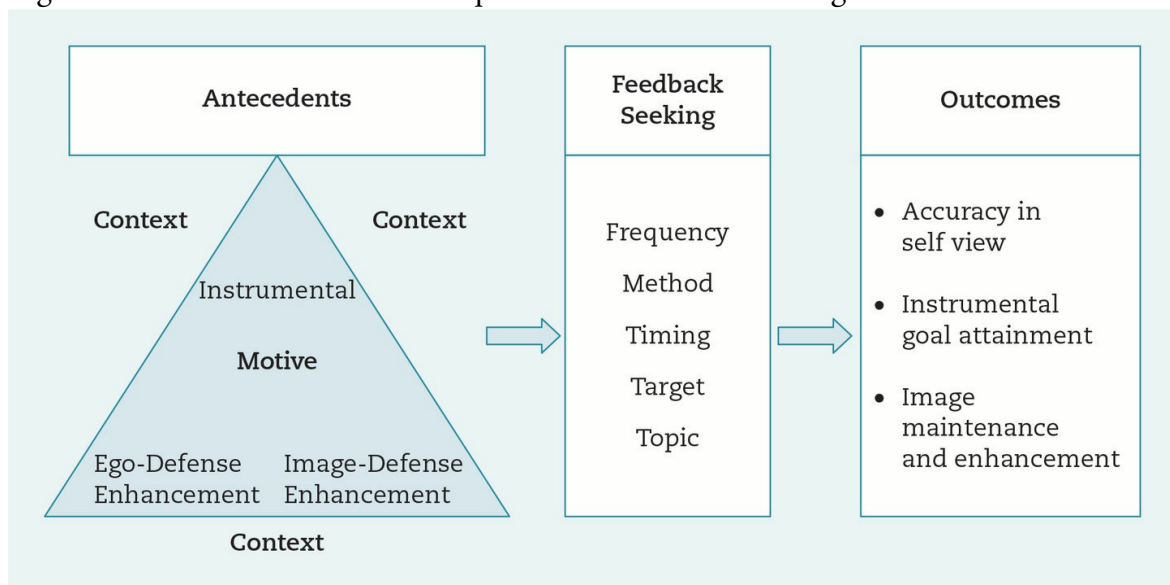 Antecedents
Context
Context
Instrumental
Motive
Ego-Defense
Enhancement
Image-Defense
Enhancement
Context
Feedback
Seeking
Frequency
Method
Timing
Target
Topic
Outcomes
• Accuracy in
self view
• Instrumental
goal attainment
• Image
maintenance
and enhancement